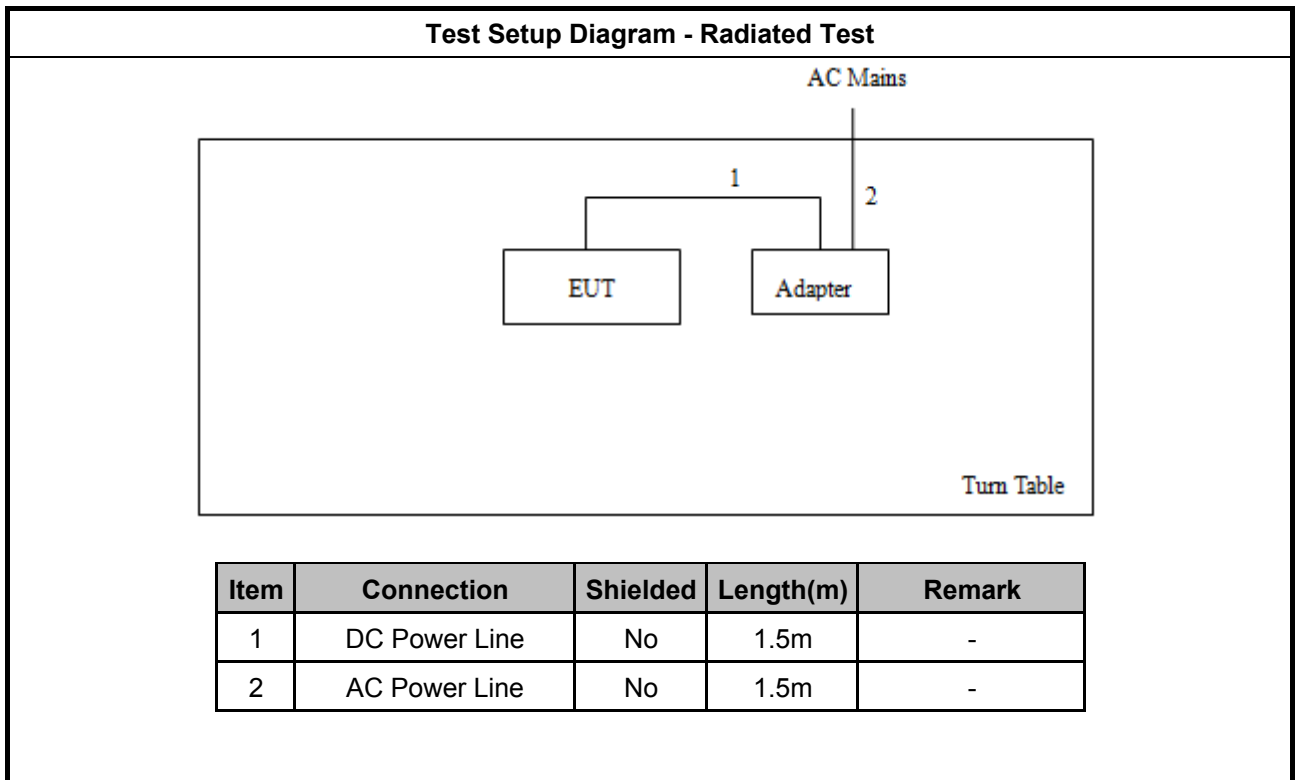 Test Setup Diagram - Radiated Test
AC Mains
1
2
EUT
Adapter
Turn Table
Item Connection Shielded Length(m) Remark
1 DC Power Line No 1.5m -
2 AC Power Line No 1.5m -